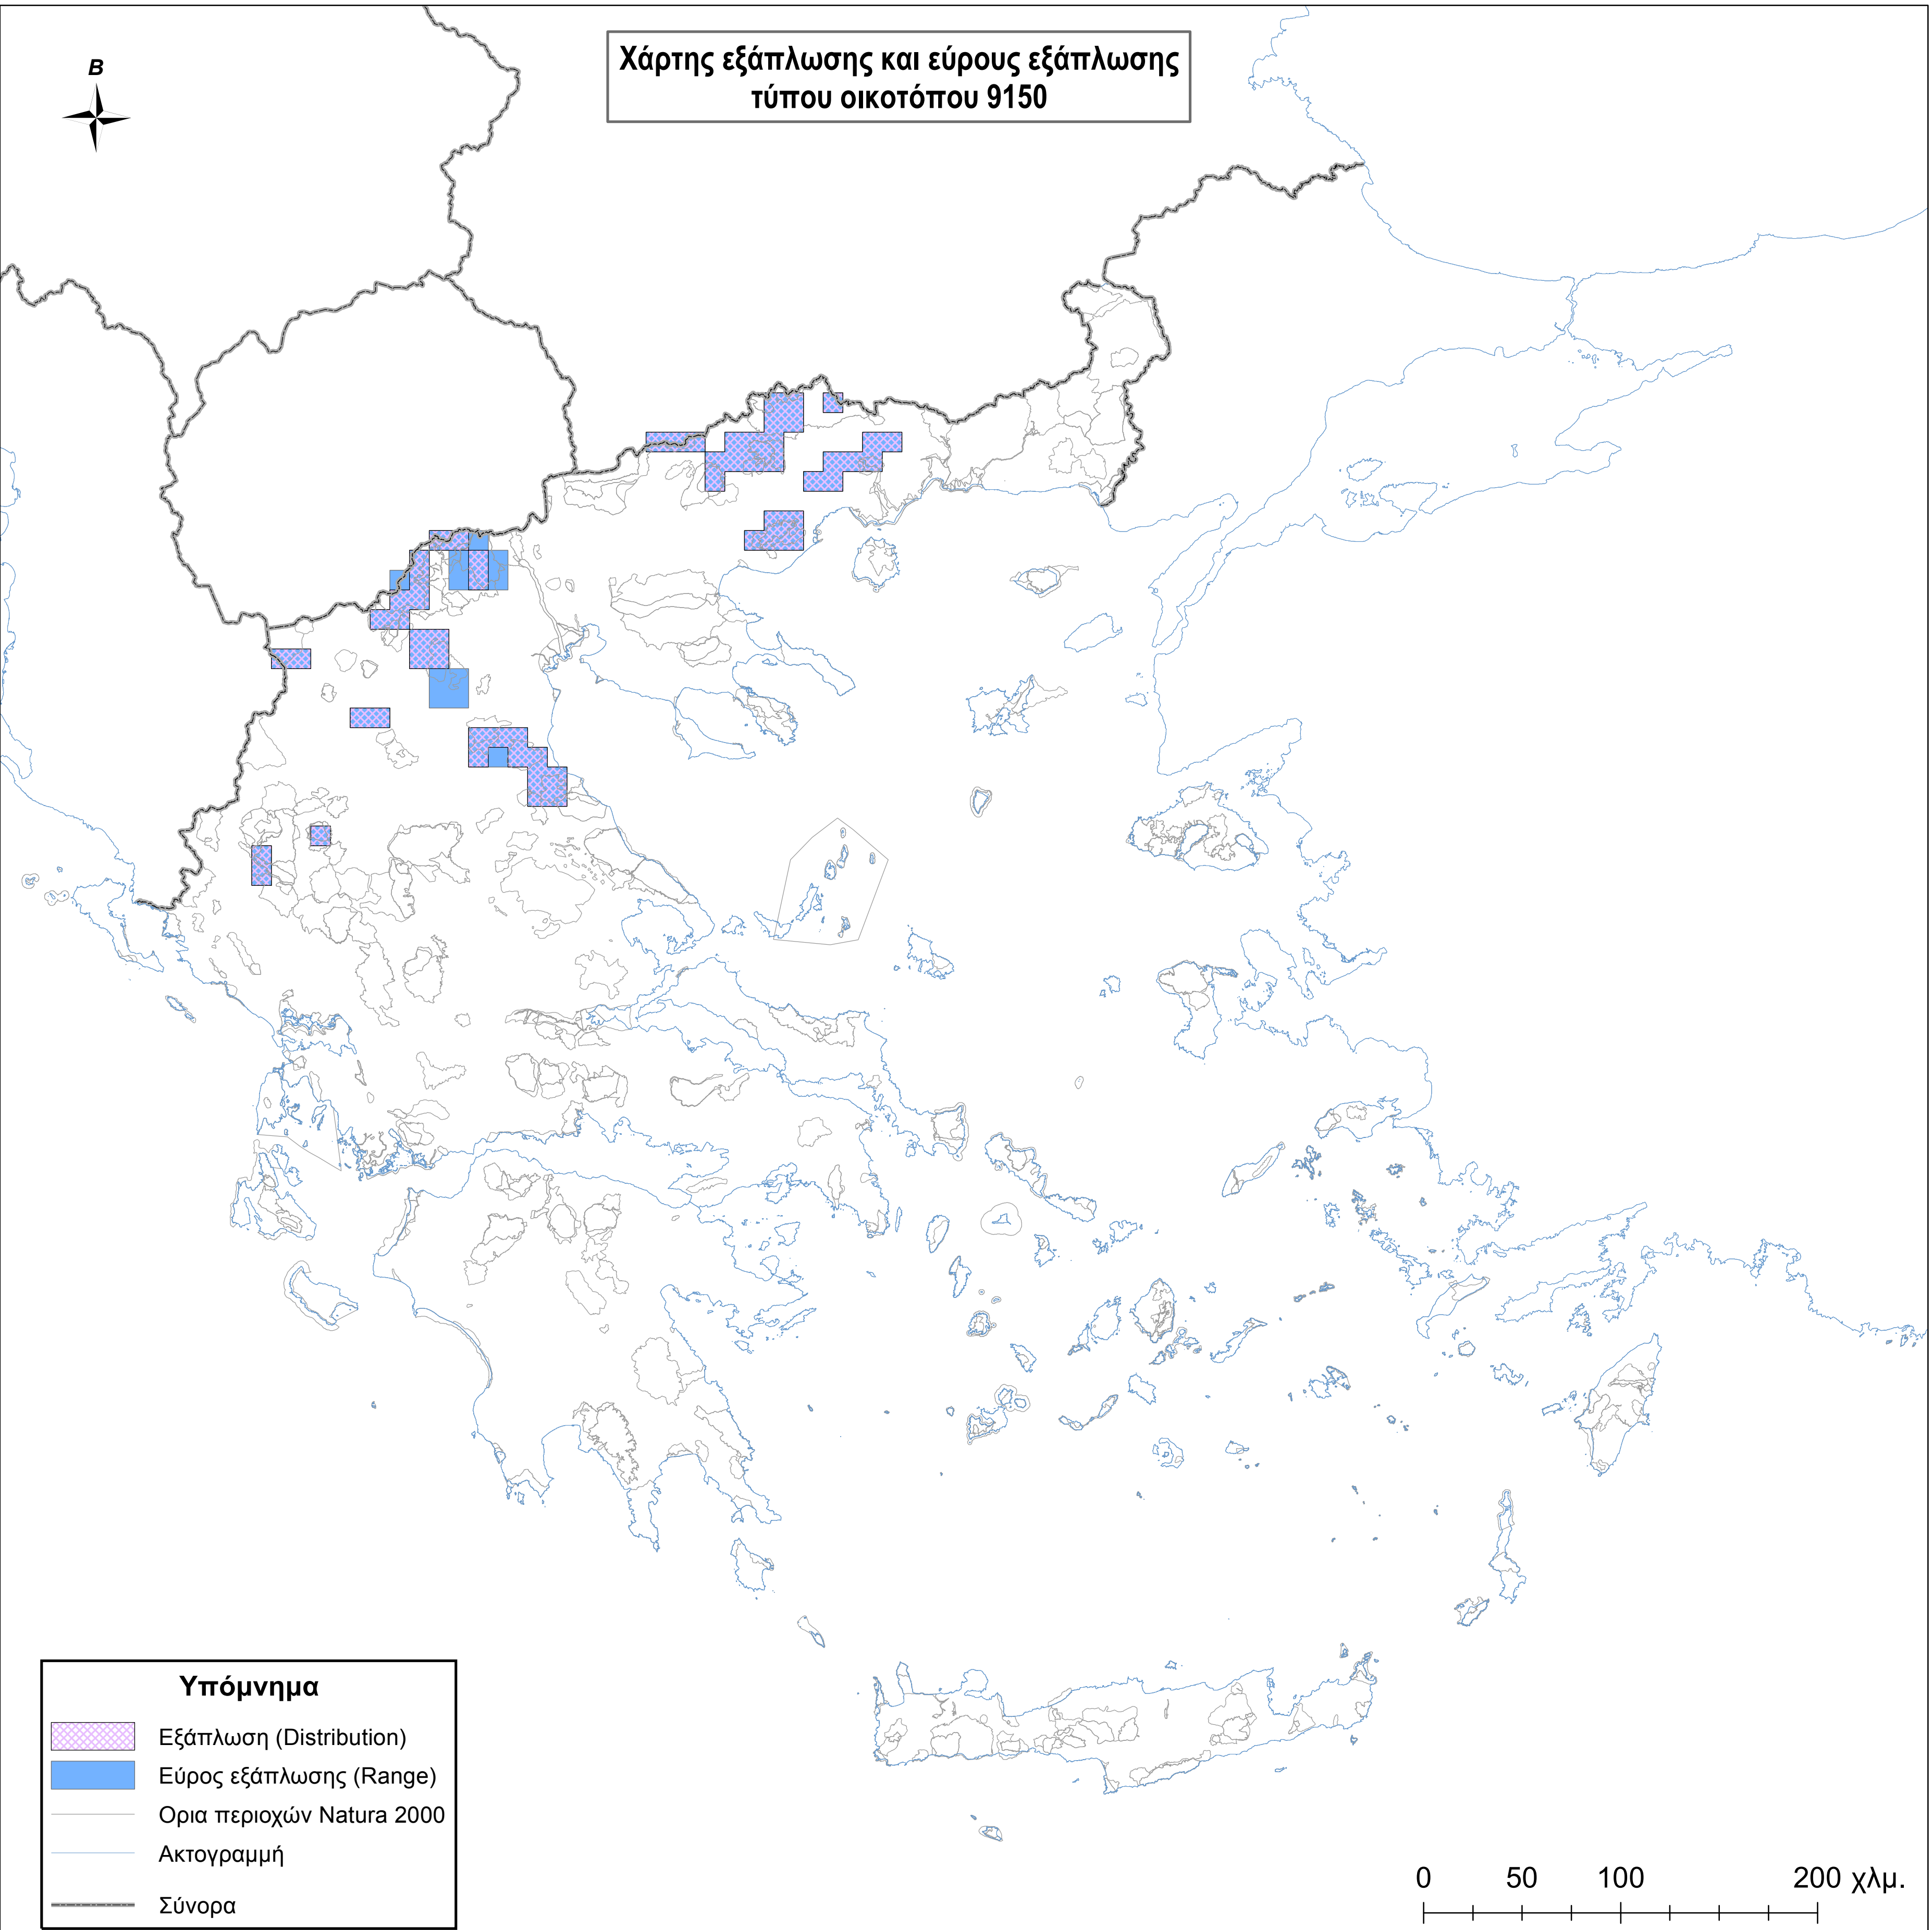 Χάρτης εξάπλωσης και εύρους εξάπλωσης
τύπου οικοτόπου 9150
Β
Υπόμνημα
Εξάπλωση (Distribution)
Εύρος εξάπλωσης (Range)
Ορια περιοχών Natura 2000
Ακτογραμμή
Σύνορα
0 50 100 200 χλμ.